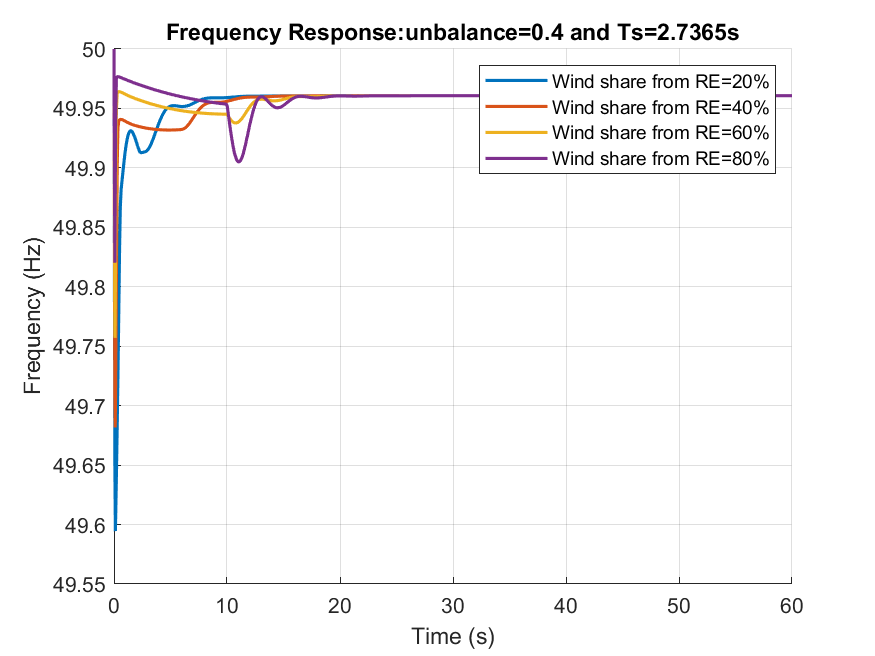 Frequency Response:unbalance=0.4 and Ts=2.7365s
Wind share from RE=20%
Wind share from RE=40%
Wind share from RE=60%
Wind share from RE=80%
Frequency (Hz)
50
49.95
49.9
49.85
49.8
49.75
49.7
49.65
49.6
49.55
0
10
20
30
40
50
60
Time (s)